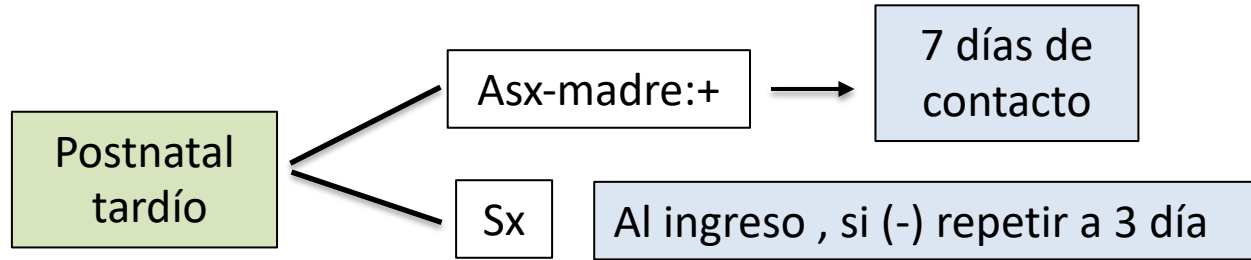 Postnatal
tardío
Asx-madre:+
7 días de
contacto
Sx
Al ingreso , si (-) repetir a 3 día